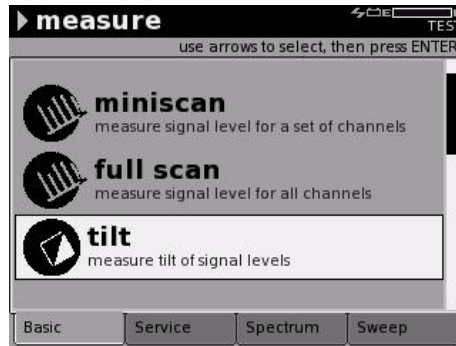 measure
E
TES
use arrows to select, then press ENTER
miniscan
measure signal level for a set of channels
full scan
measure signal level for all channels
tilt
measure tilt of signal levels
Basic Service Spectrum Sweep